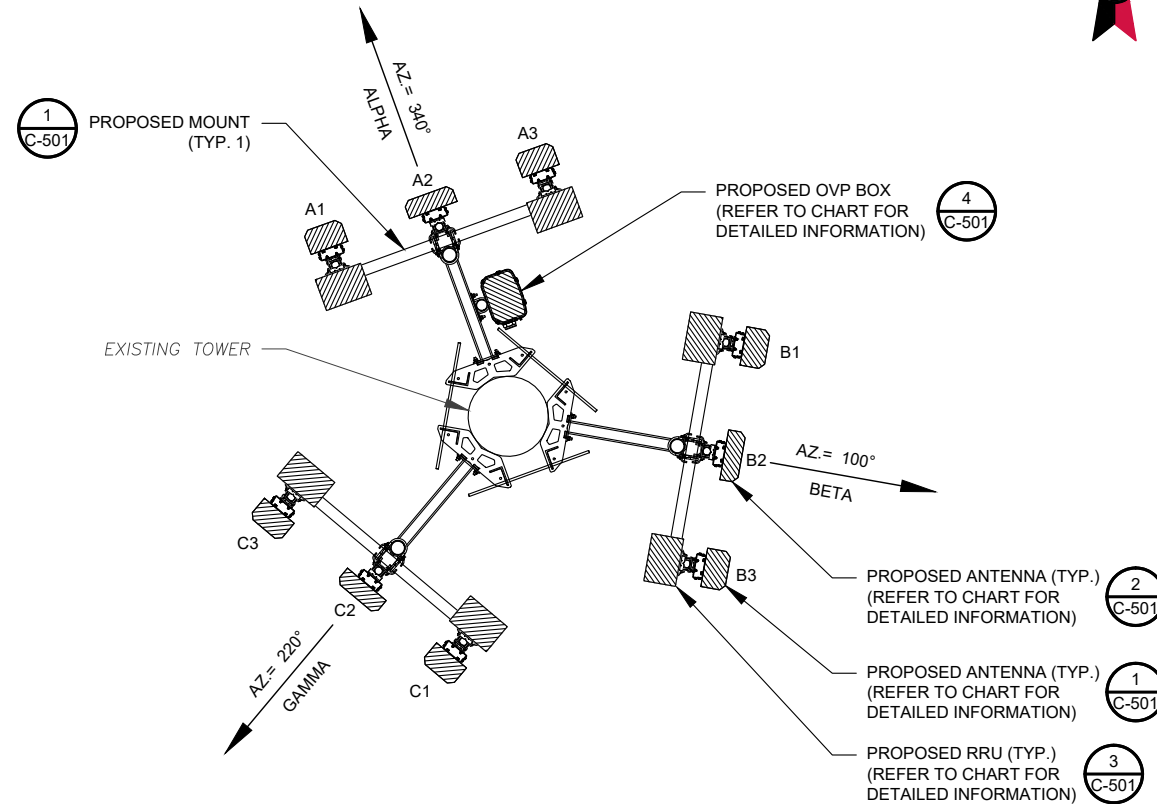 AZ.= 340°
ALPHA
1
C-501
PROPOSED MOUNT
(TYP. 1)
A3
A2
A1
PROPOSED OVP BOX
(REFER TO CHART FOR
DETAILED INFORMATION)
4
C-501
EXISTING TOWER
B1
B2
AZ.= 100°
BETA
B3
C3
C2
C1
AZ.= 220°
GAMMA
PROPOSED ANTENNA (TYP.)
(REFER TO CHART FOR
DETAILED INFORMATION)
2
C-501
PROPOSED ANTENNA (TYP.)
(REFER TO CHART FOR
DETAILED INFORMATION)
1
C-501
PROPOSED RRU (TYP.)
(REFER TO CHART FOR
DETAILED INFORMATION)
3
C-501